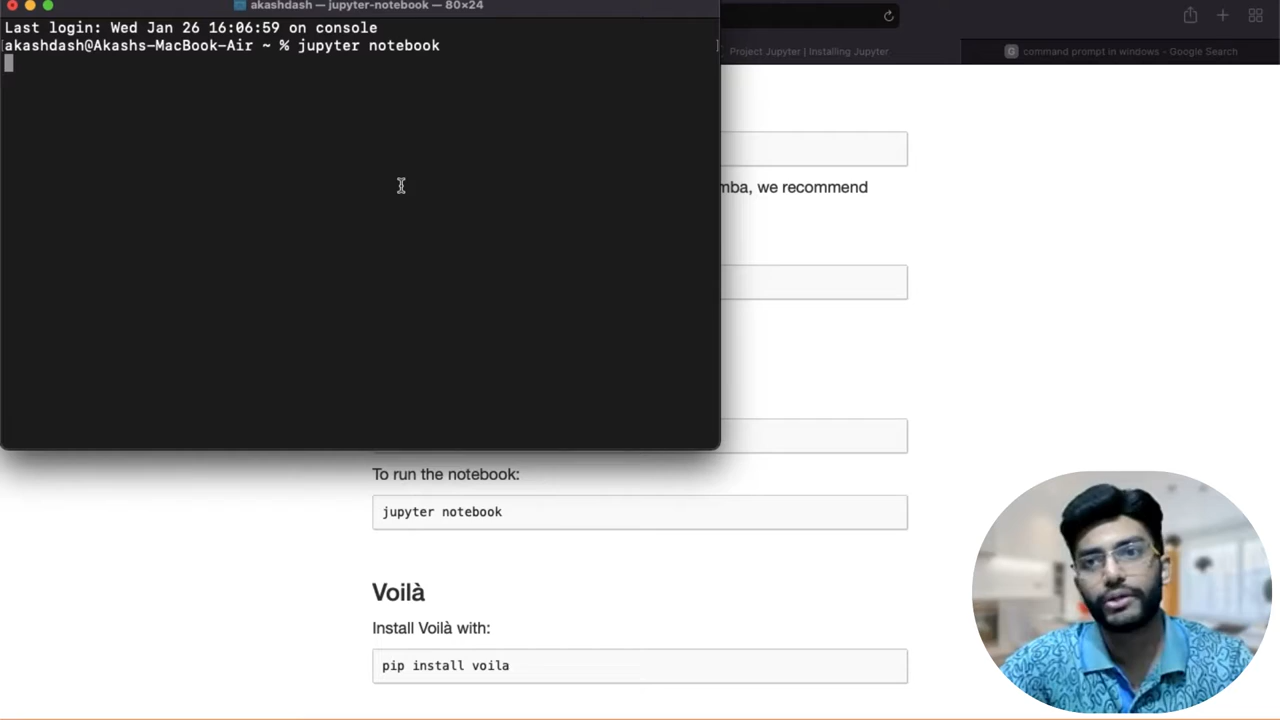 akashdash — jupyter-notebook — 80×24
Last login: Wed Jan 26 16:06:59 on console
[akashdash@Akashs-MacBook-Air ~ % jupyter notebook ]
Project Jupyter | Installing Jupyter
G command prompt in windows - Google Search
mba, we recommend
To run the notebook:
jupyter notebook
Voilà
Install Voilà with:
pip install voila